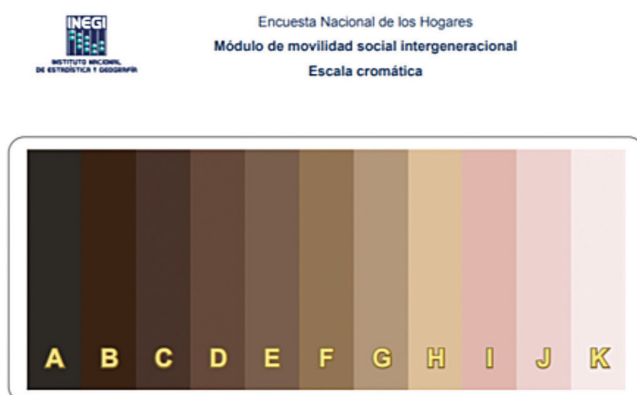 INEGI
INSTITUTO NACIONAL
DE ESTADÍSTICA Y GEOGRAFÍA
Encuesta Nacional de los Hogares
Módulo de movilidad social intergeneracional
Escala cromática
A B C D E F G H I J K